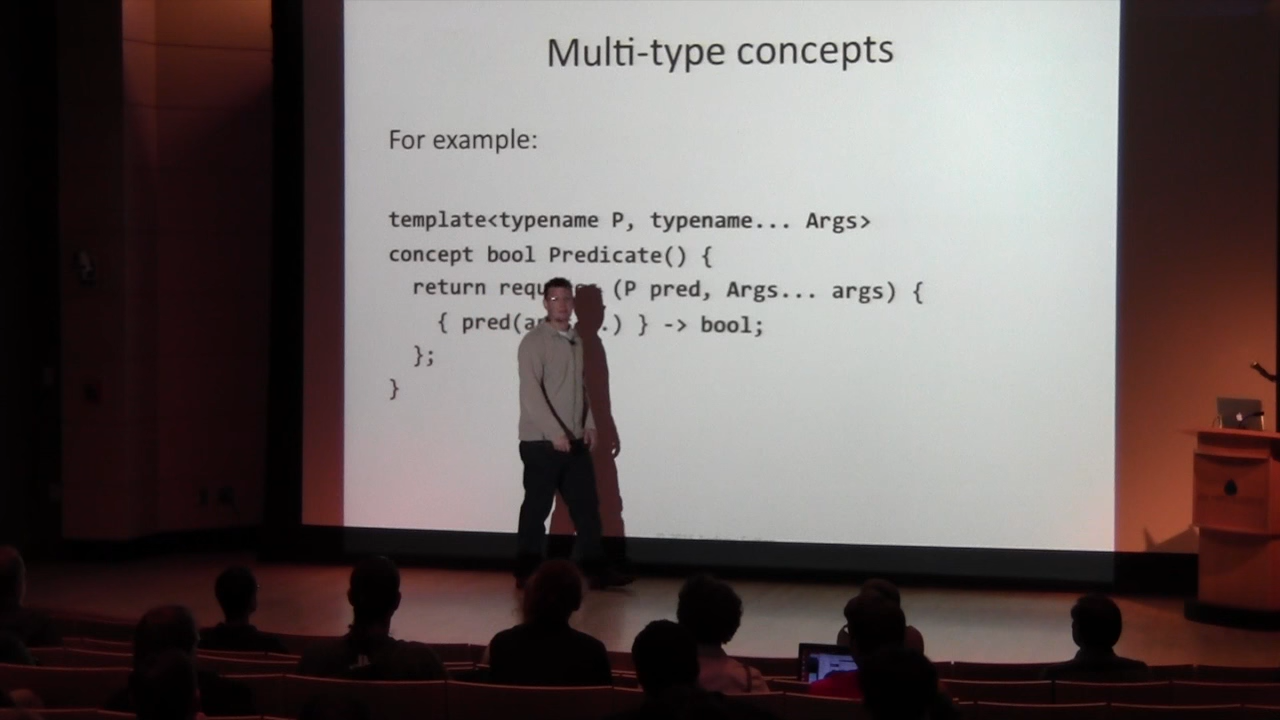 Multi-type concepts
For example:
template<typename P, typename... Args>
concept bool Predicate() {
return (P pred, Args... args) {
{ .) } -> bool;
};
}